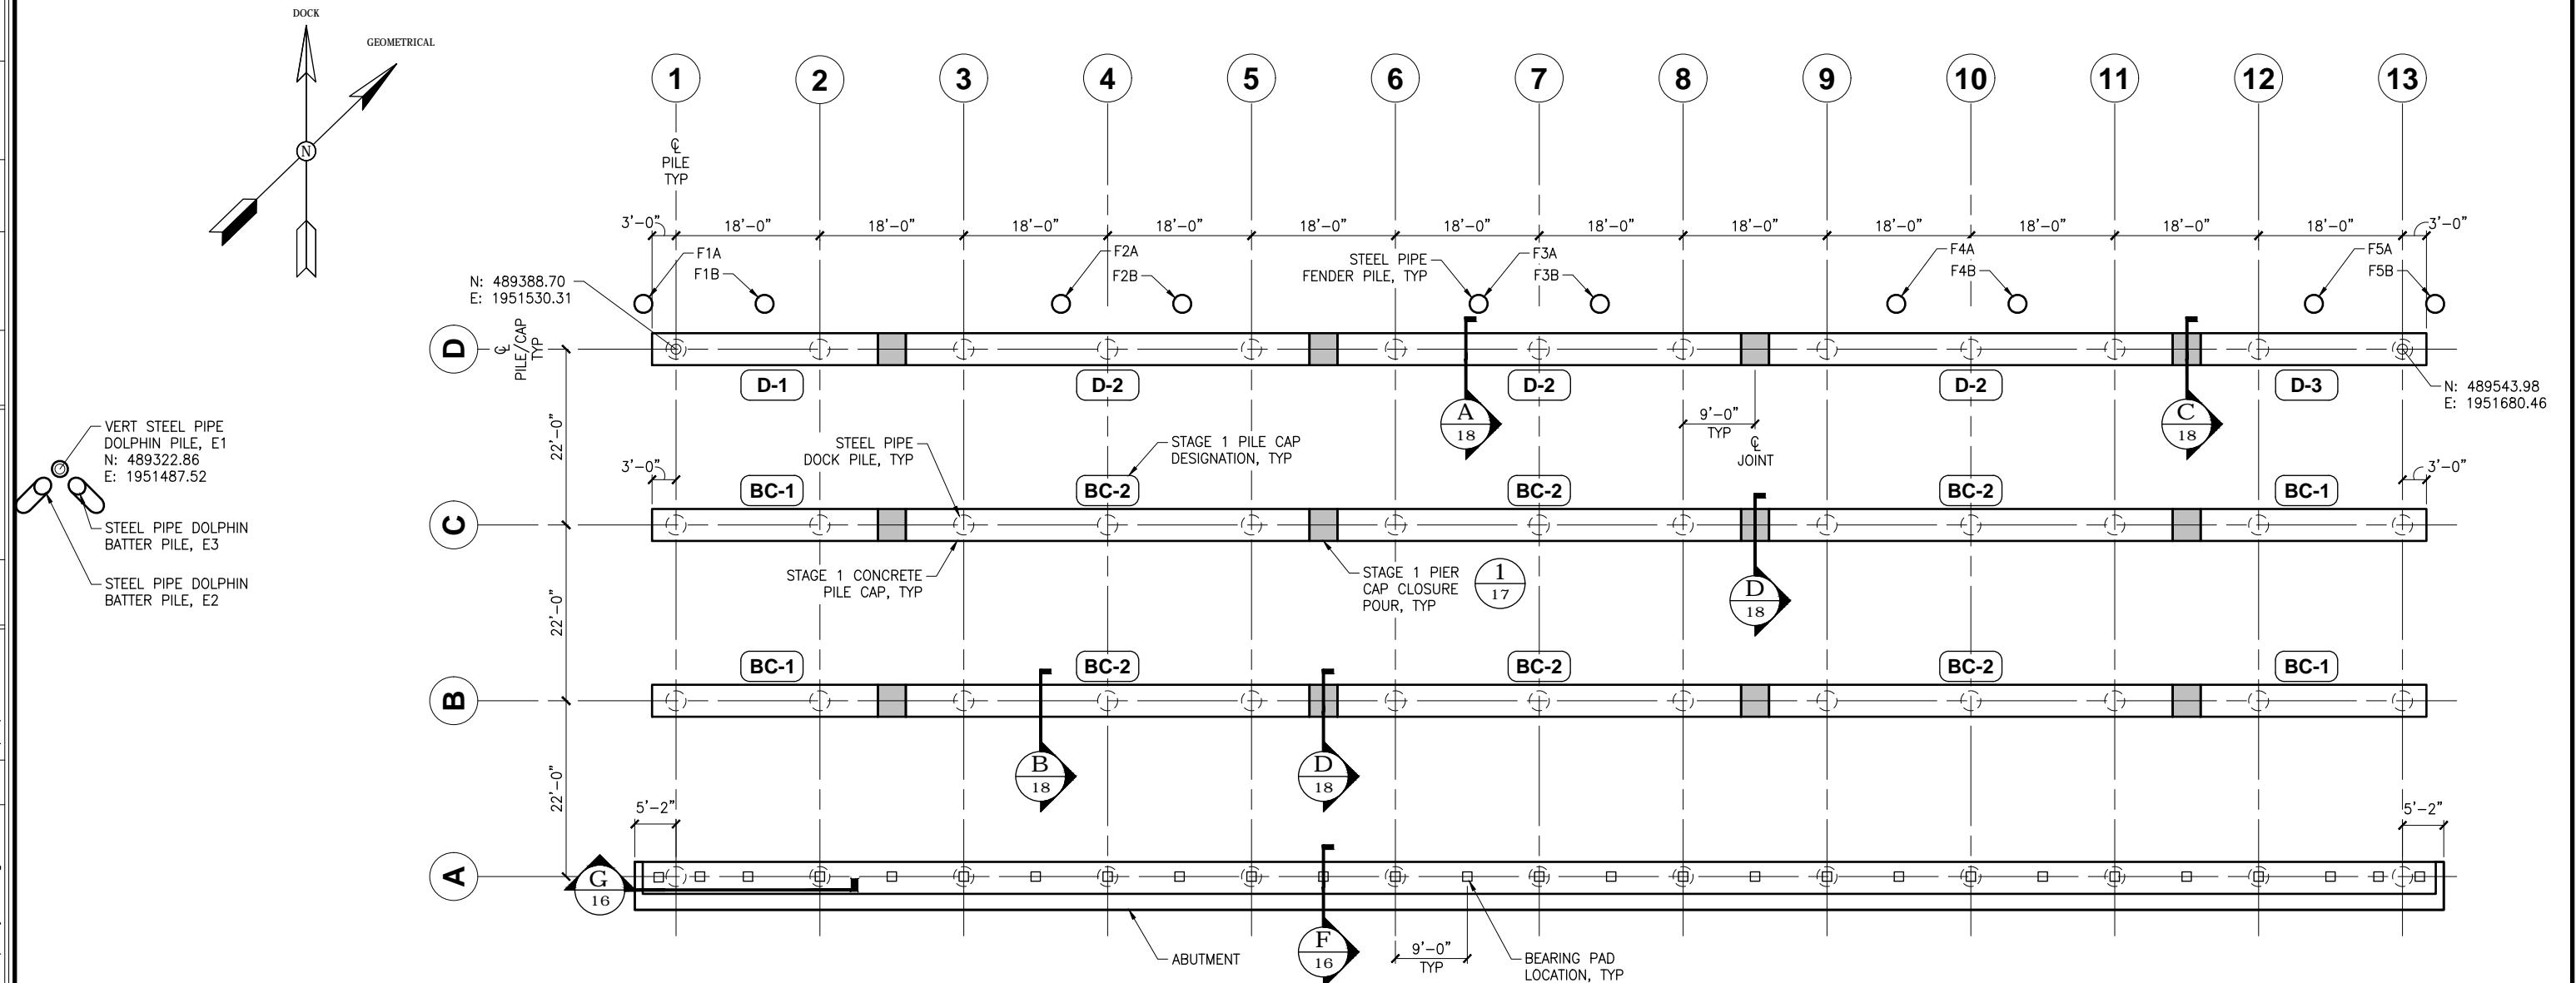 DOCK
GEOMETRICAL
N
1 2 3 4 5 6 7 8 9 10 11 12 13
℄
PILE
TYP
3'-0" 18'-0" 18'-0" 18'-0" 18'-0" 18'-0" 18'-0" 18'-0" 18'-0" 18'-0" 18'-0" 18'-0" 18'-0" 3'-0"
F1A
F1B
F2A
F2B
STEEL PIPE
FENDER PILE, TYP
F3A
F3B
F4A
F4B
F5A
F5B
N: 489388.70
E: 1951530.31
D
℄
PILE/CAP
TYP
D-1 D-2 D-2 D-2 D-3
N: 489543.98
E: 1951680.46
A
18
C
18
9'-0"
TYP
℄
JOINT
22'-0"
VERT STEEL PIPE
DOLPHIN PILE, E1
N: 489322.86
E: 1951487.52
STEEL PIPE DOLPHIN
BATTER PILE, E3
STEEL PIPE DOLPHIN
BATTER PILE, E2
STEEL PIPE
DOCK PILE, TYP
STAGE 1 PILE CAP
DESIGNATION, TYP
3'-0"
3'-0"
BC-1 BC-2 BC-2 BC-2 BC-1
C
STAGE 1 CONCRETE
PILE CAP, TYP
STAGE 1 PIER
CAP CLOSURE
POUR, TYP
1
17
D
18
22'-0"
BC-1 BC-2 BC-2 BC-2 BC-1
B
B
18
D
18
22'-0"
5'-2"
5'-2"
A
G
16
F
16
ABUTMENT
9'-0"
TYP
BEARING PAD
LOCATION, TYP